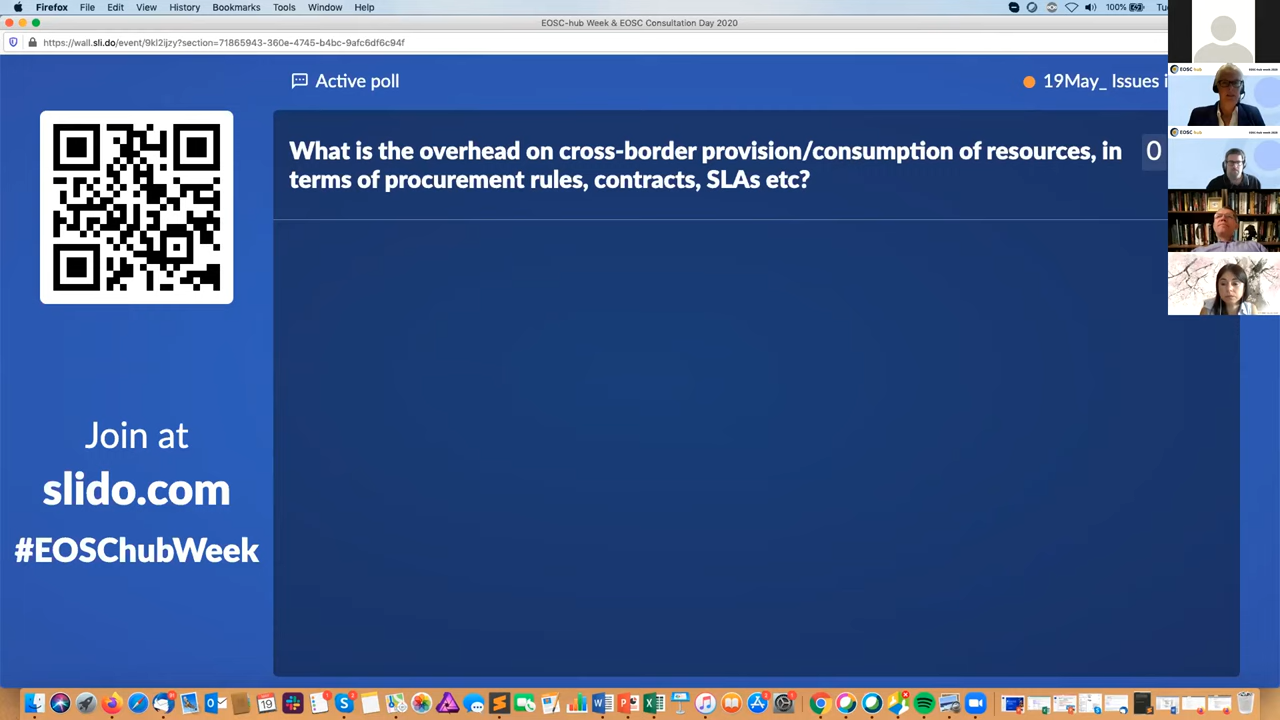 Firefox File Edit View History Bookmarks Tools Window Help 100%
EOSC-hub Week & EOSC Consultation Day 2020
https://wall.sli.do/event/9kl2ijzy?section=71865943-360e-4745-b4bc-9afc6df6c94f
Active poll
19May_ Issues i
What is the overhead on cross-border provision/consumption of resources, in
terms of procurement rules, contracts, SLAs etc?
0
Join at
slido.com
#EOSChubWeek
19